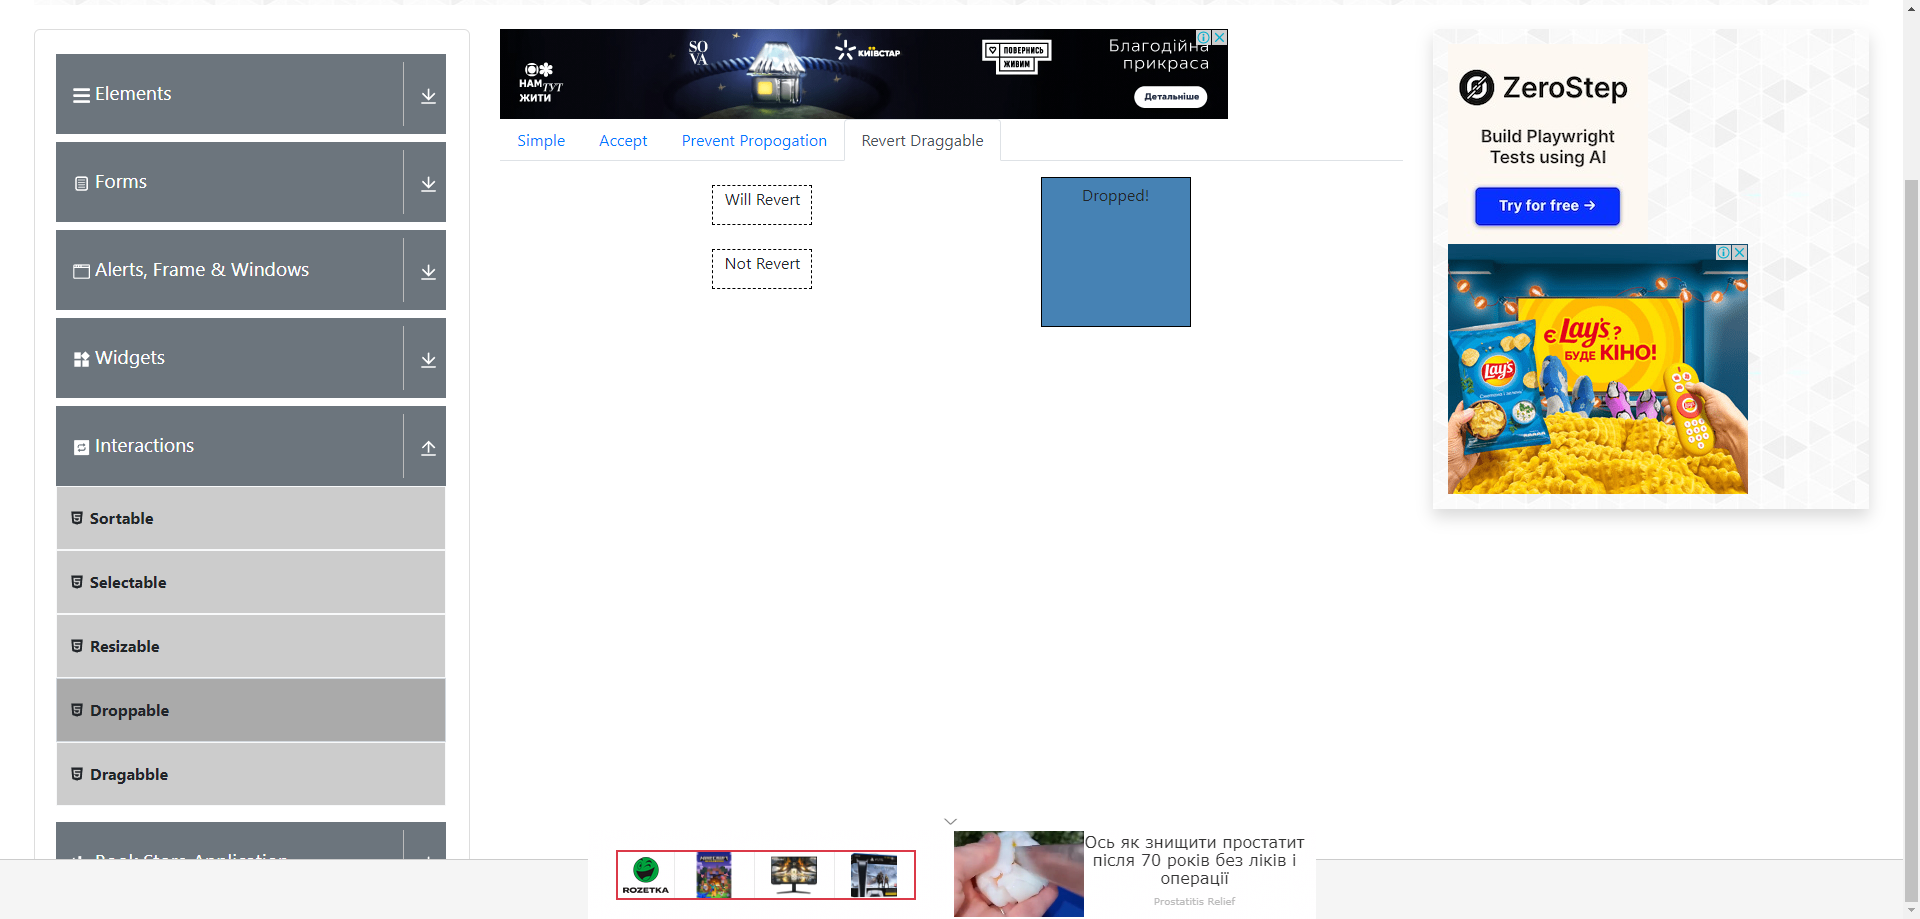 Elements
Forms
Alerts, Frame & Windows
Widgets
Interactions
Sortable
Selectable
Resizable
Droppable
Dragabble
SO
VA
КИЇВСТАР
ПОВЕРНИСЬ
ЖИВИМ
НАМ ТУТ
ЖИТИ
Благодійна
прикраса
Детальніше
Simple
Accept
Prevent Propogation
Revert Draggable
Will Revert
Not Revert
Dropped!
ZeroStep
Build Playwright
Tests using AI
Try for free →
Є Lay's?
БУДЕ КІНО!
Lay's
ROZETKA
MINECRAFT
Ось як знищити простатит
після 70 років без ліків і
операції
Prostatitis Relief